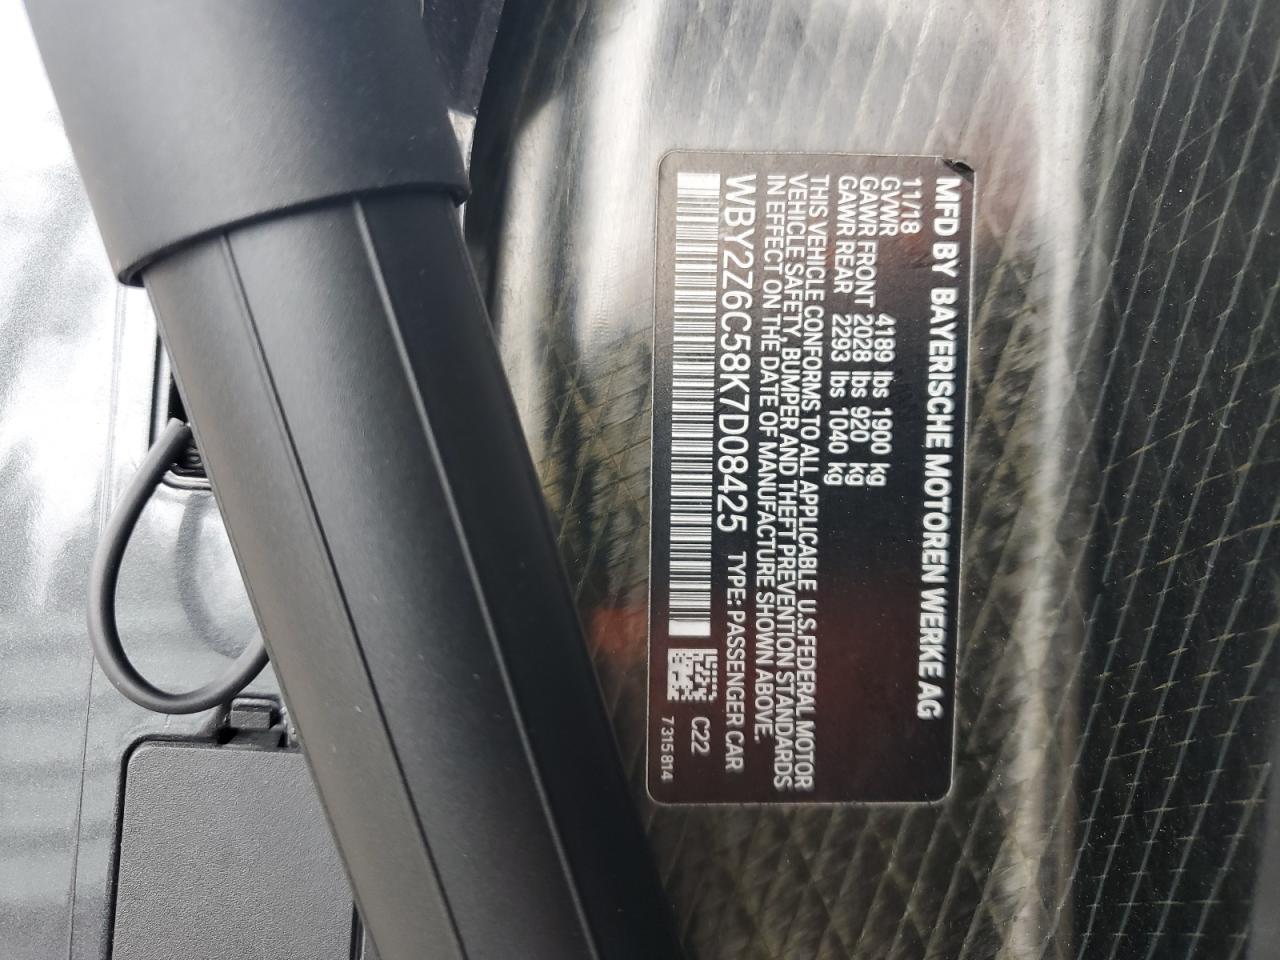 MFD BY BAYERISCHE MOTOREN WERKE AG
11/18
GVWR 4189 lbs 1900 kg
GAWR FRONT 2028 lbs 920 kg
GAWR REAR 2293 lbs 1040 kg
THIS VEHICLE CONFORMS TO ALL APPLICABLE U.S.FEDERAL MOTOR
VEHICLE SAFETY, BUMPER AND THEFT PREVENTION STANDARDS
IN EFFECT ON THE DATE OF MANUFACTURE SHOWN ABOVE.
WBY2Z6C58K7D08425 TYPE: PASSENGER CAR
C22
7315814